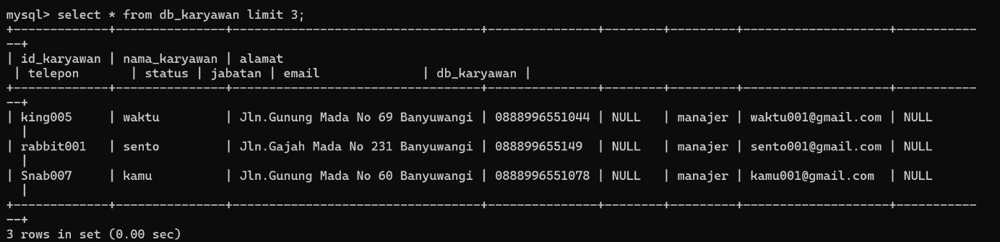 mysql> select * from db_karyawan limit 3;
+-------------+---------------+-----------------------------------+---------------+--------+---------+--------------------+-----------
--+
| id_karyawan | nama_karyawan | alamat
 | telepon       | status | jabatan | email              | db_karyawan |
+-------------+---------------+-----------------------------------+---------------+--------+---------+--------------------+-----------
--+
| king005     | waktu         | Jln.Gunung Mada No 69 Banyuwangi | 0888996551044 | NULL   | manajer | waktu001@gmail.com | NULL
  |
| rabbit001   | sento         | Jln.Gajah Mada No 231 Banyuwangi | 088899655149  | NULL   | manajer | sento001@gmail.com | NULL
  |
| Snab007     | kamu          | Jln.Gunung Mada No 60 Banyuwangi | 0888996551078 | NULL   | manajer | kamu001@gmail.com  | NULL
  |
+-------------+---------------+-----------------------------------+---------------+--------+---------+--------------------+-----------
--+
3 rows in set (0.00 sec)